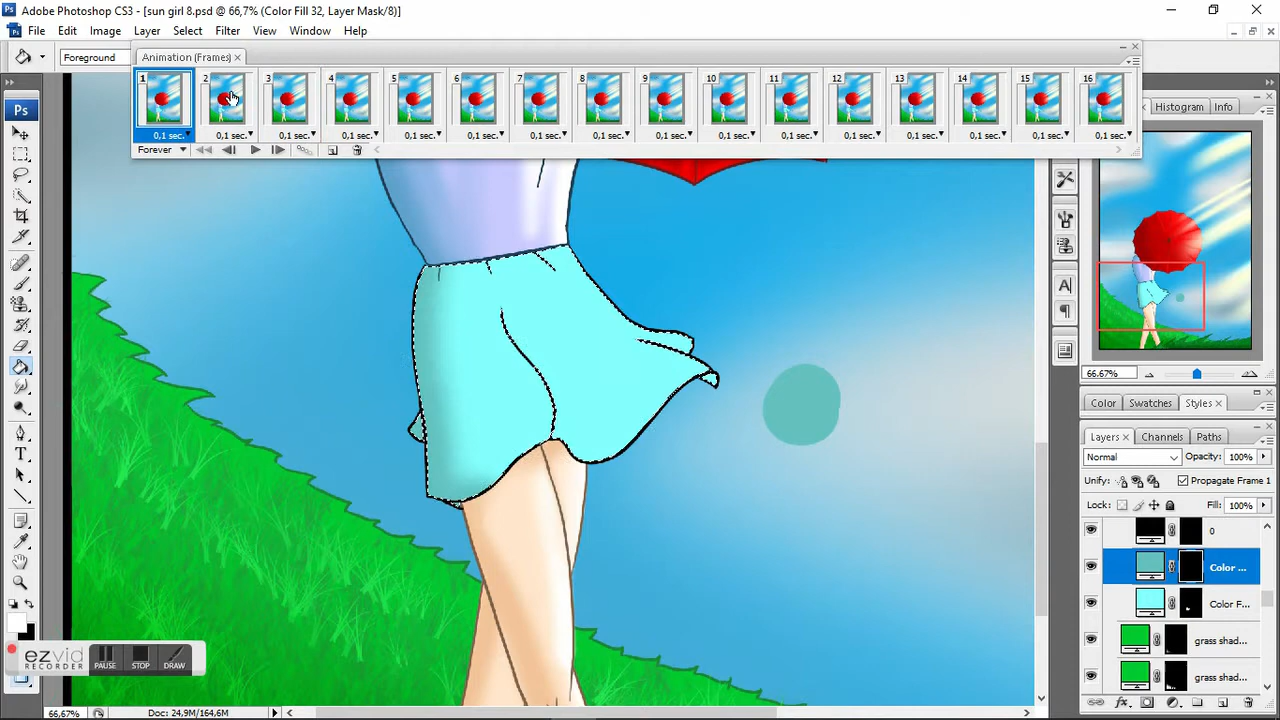 Adobe Photoshop CS3 - [sun girl 8.psd @ 66,7% (Color Fill 32, Layer Mask/8)]
Ps File Edit Image Layer Select Filter View Window Help
Foreground
Animation (Frames) ×
1 2 3 4 5 6 7 8 9 10 11 12 13 14 15 16
0,1 sec. 0,1 sec. 0,1 sec. 0,1 sec. 0,1 sec. 0,1 sec. 0,1 sec. 0,1 sec. 0,1 sec. 0,1 sec. 0,1 sec. 0,1 sec. 0,1 sec. 0,1 sec. 0,1 sec. 0,1 sec.
Forever
Ps
Histogram Info
66.67%
Color Swatches Styles ×
Layers × Channels Paths
Normal Opacity: 100%
Unify: Propagate Frame 1
Lock: Fill: 100%
0
Color ...
Color F...
grass shad...
grass shad...
T
A
ezvid
RECORDER
PAUSE STOP DRAW
66,67% Doc: 24,9M/164,6M